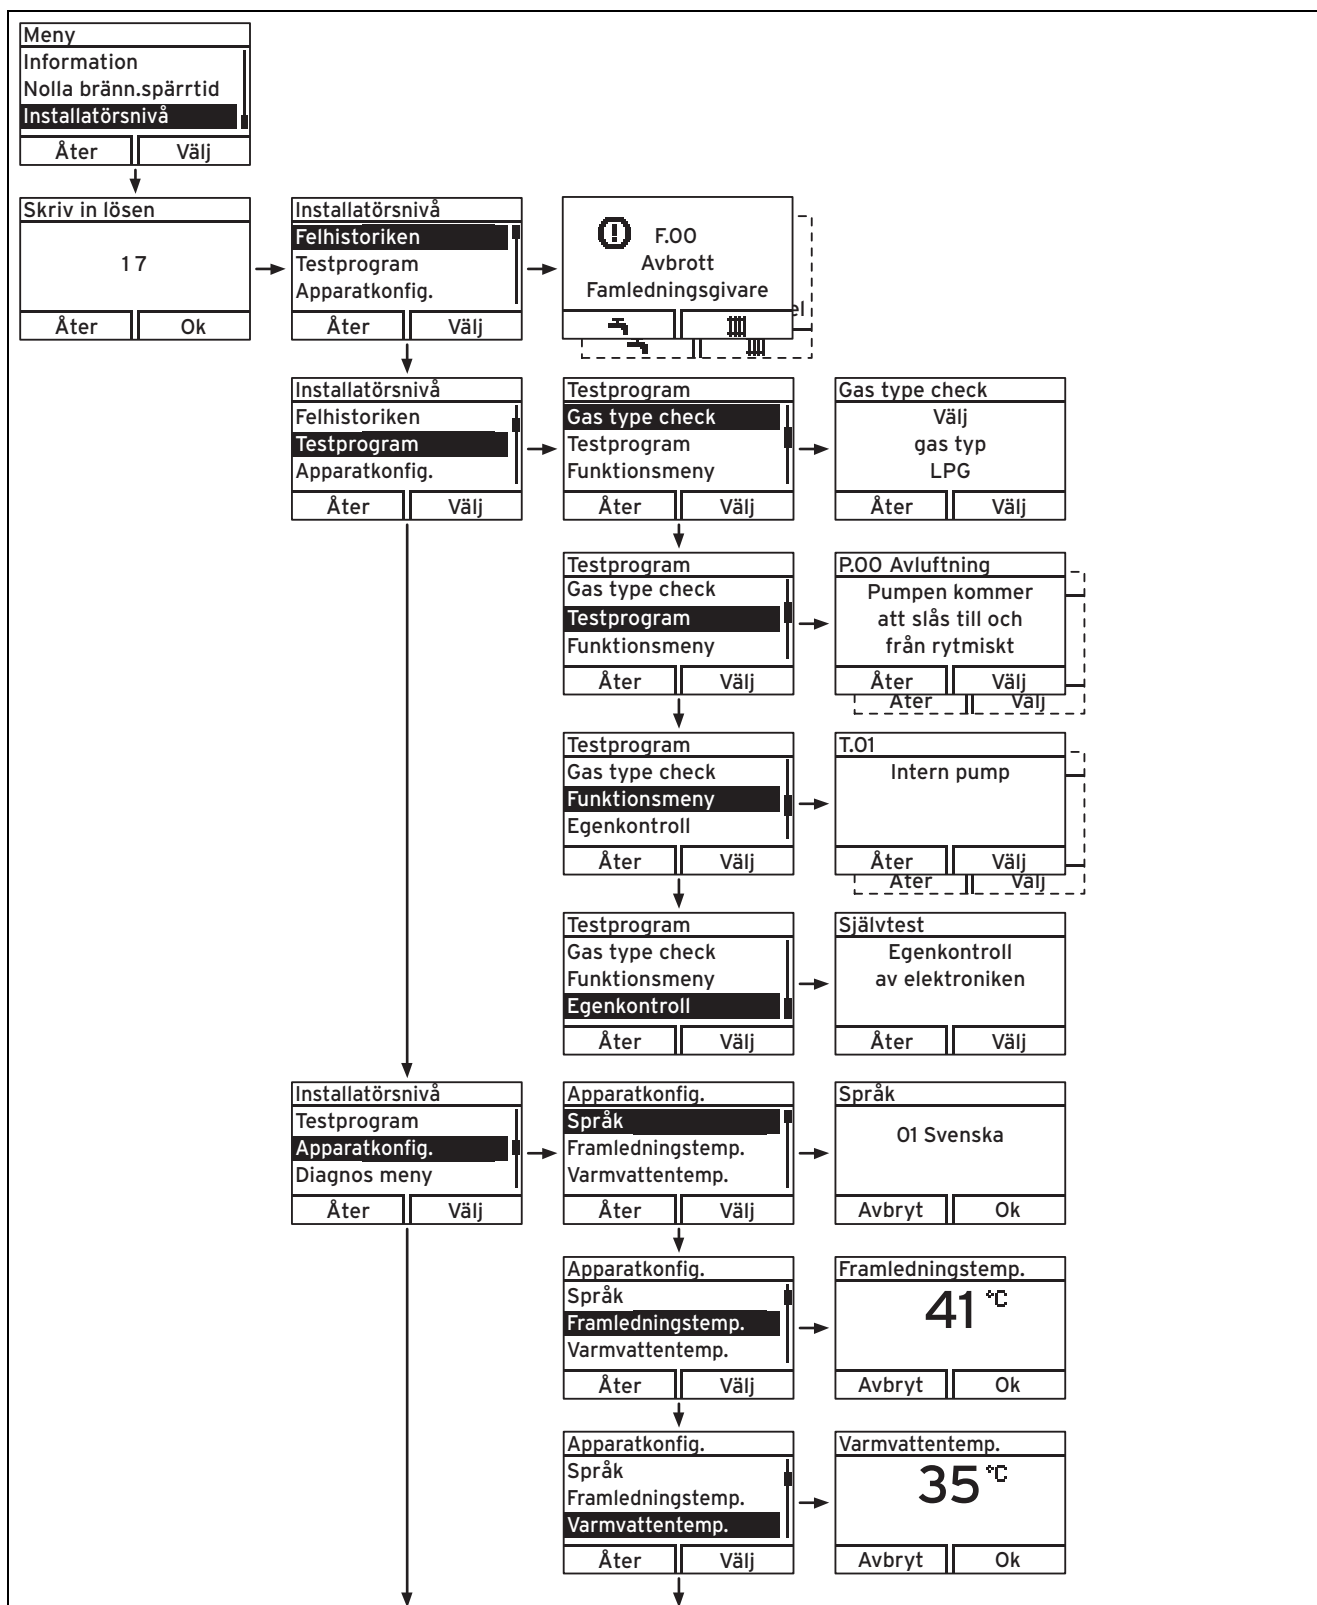 Meny
Information
Nolla bränn.spärrtid
Installatörsnivå
Åter Välj
Skriv in lösen
17
Åter Ok
Installatörsnivå
Felhistoriken
Testprogram
Apparatkonfig.
Åter Välj
F.00
Avbrott
Famledningsgivare
el
Installatörsnivå
Felhistoriken
Testprogram
Apparatkonfig.
Åter Välj
Testprogram
Gas type check
Testprogram
Funktionsmeny
Åter Välj
Gas type check
Välj
gas typ
LPG
Åter Välj
Testprogram
Gas type check
Testprogram
Funktionsmeny
Åter Välj
P.00 Avluftning
Pumpen kommer
att slås till och
från rytmiskt
Åter Välj
Åter Välj
Testprogram
Gas type check
Funktionsmeny
Egenkontroll
Åter Välj
T.01
Intern pump
Åter Välj
Åter Välj
Testprogram
Gas type check
Funktionsmeny
Egenkontroll
Åter Välj
Självtest
Egenkontroll
av elektroniken
Åter Välj
Installatörsnivå
Testprogram
Apparatkonfig.
Diagnos meny
Åter Välj
Apparatkonfig.
Språk
Framledningstemp.
Varmvattentemp.
Åter Välj
Språk
01 Svenska
Avbryt Ok
Apparatkonfig.
Språk
Framledningstemp.
Varmvattentemp.
Åter Välj
Framledningstemp.
41 °C
Avbryt Ok
Apparatkonfig.
Språk
Framledningstemp.
Varmvattentemp.
Åter Välj
Varmvattentemp.
35 °C
Avbryt Ok